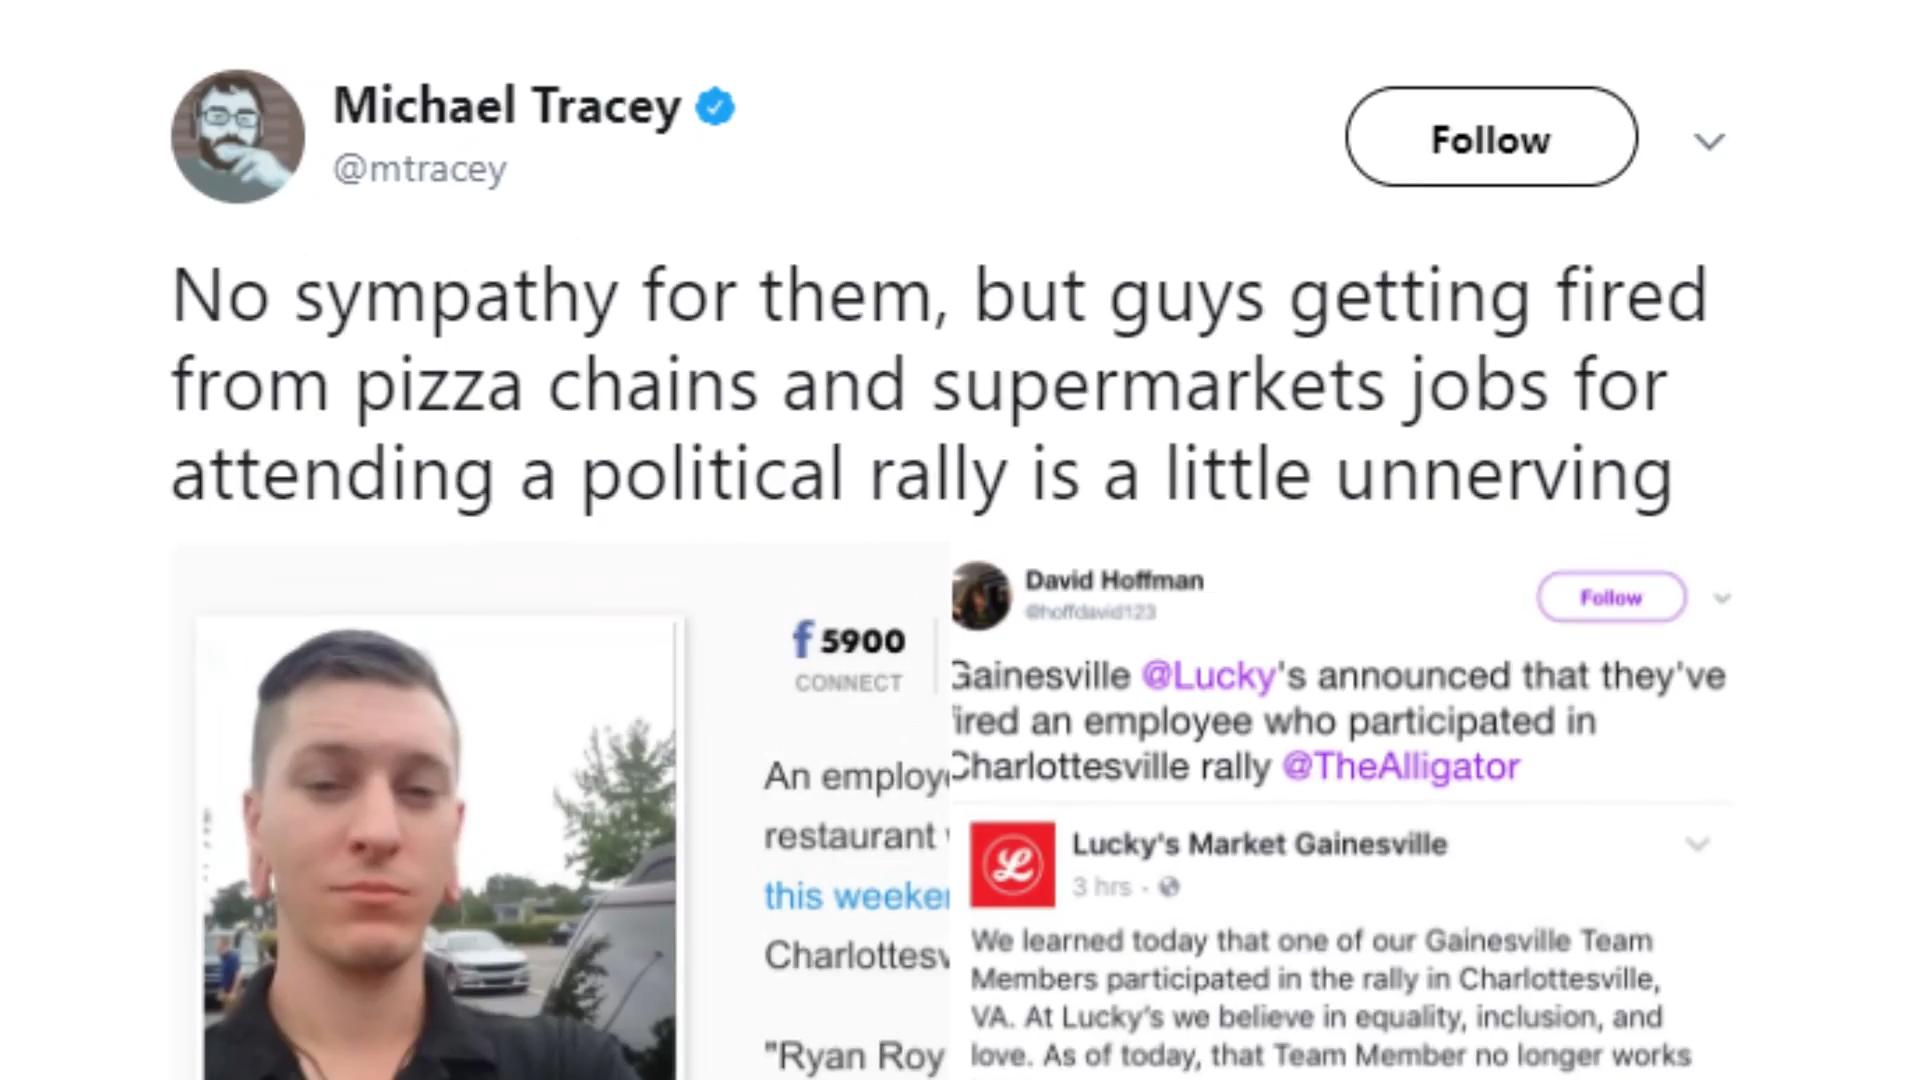 Michael Tracey
@mtracey
Follow
No sympathy for them, but guys getting fired
from pizza chains and supermarkets jobs for
attending a political rally is a little unnerving
f 5900
CONNECT
An employ
restaurant
this weeke
Charlottesv
"Ryan Roy
David Hoffman
@hoffdavid123
Follow
Gainesville @Lucky's announced that they've
ired an employee who participated in
Charlottesville rally @TheAlligator
L
Lucky's Market Gainesville
3 hrs ·
We learned today that one of our Gainesville Team
Members participated in the rally in Charlottesville,
VA. At Lucky's we believe in equality, inclusion, and
love. As of today, that Team Member no longer works